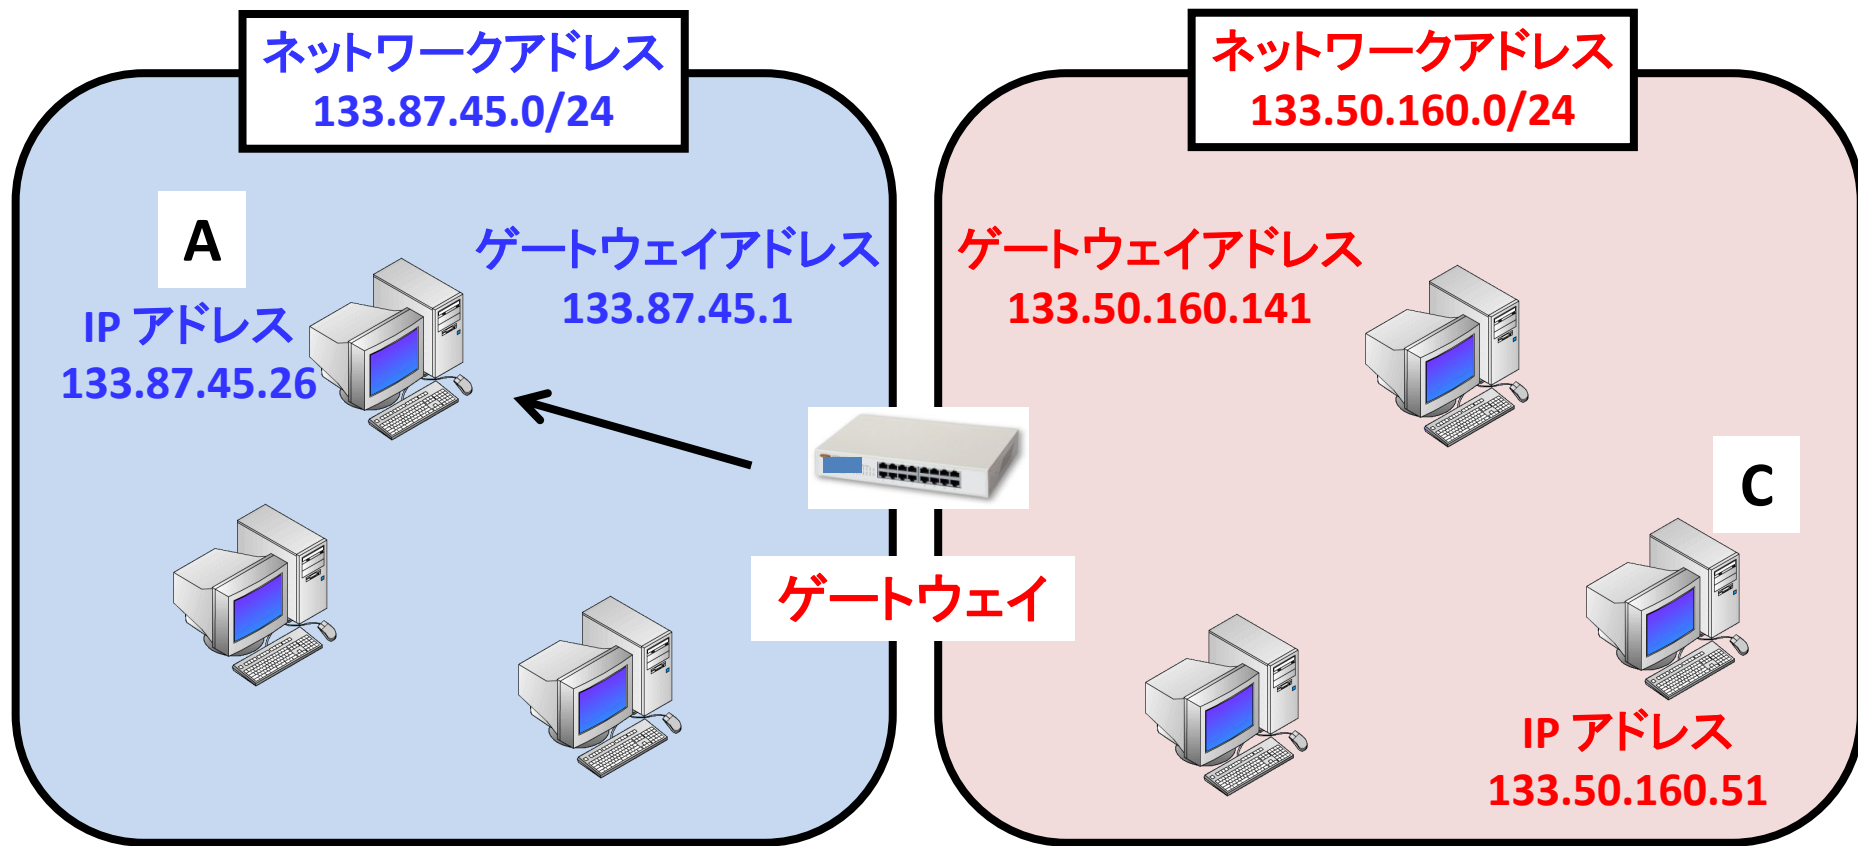 ネットワークアドレス
133.87.45.0/24
ネットワークアドレス
133.50.160.0/24
A
IP アドレス
133.87.45.26
ゲートウェイアドレス
133.87.45.1
ゲートウェイアドレス
133.50.160.141
ゲートウェイ
C
IP アドレス
133.50.160.51